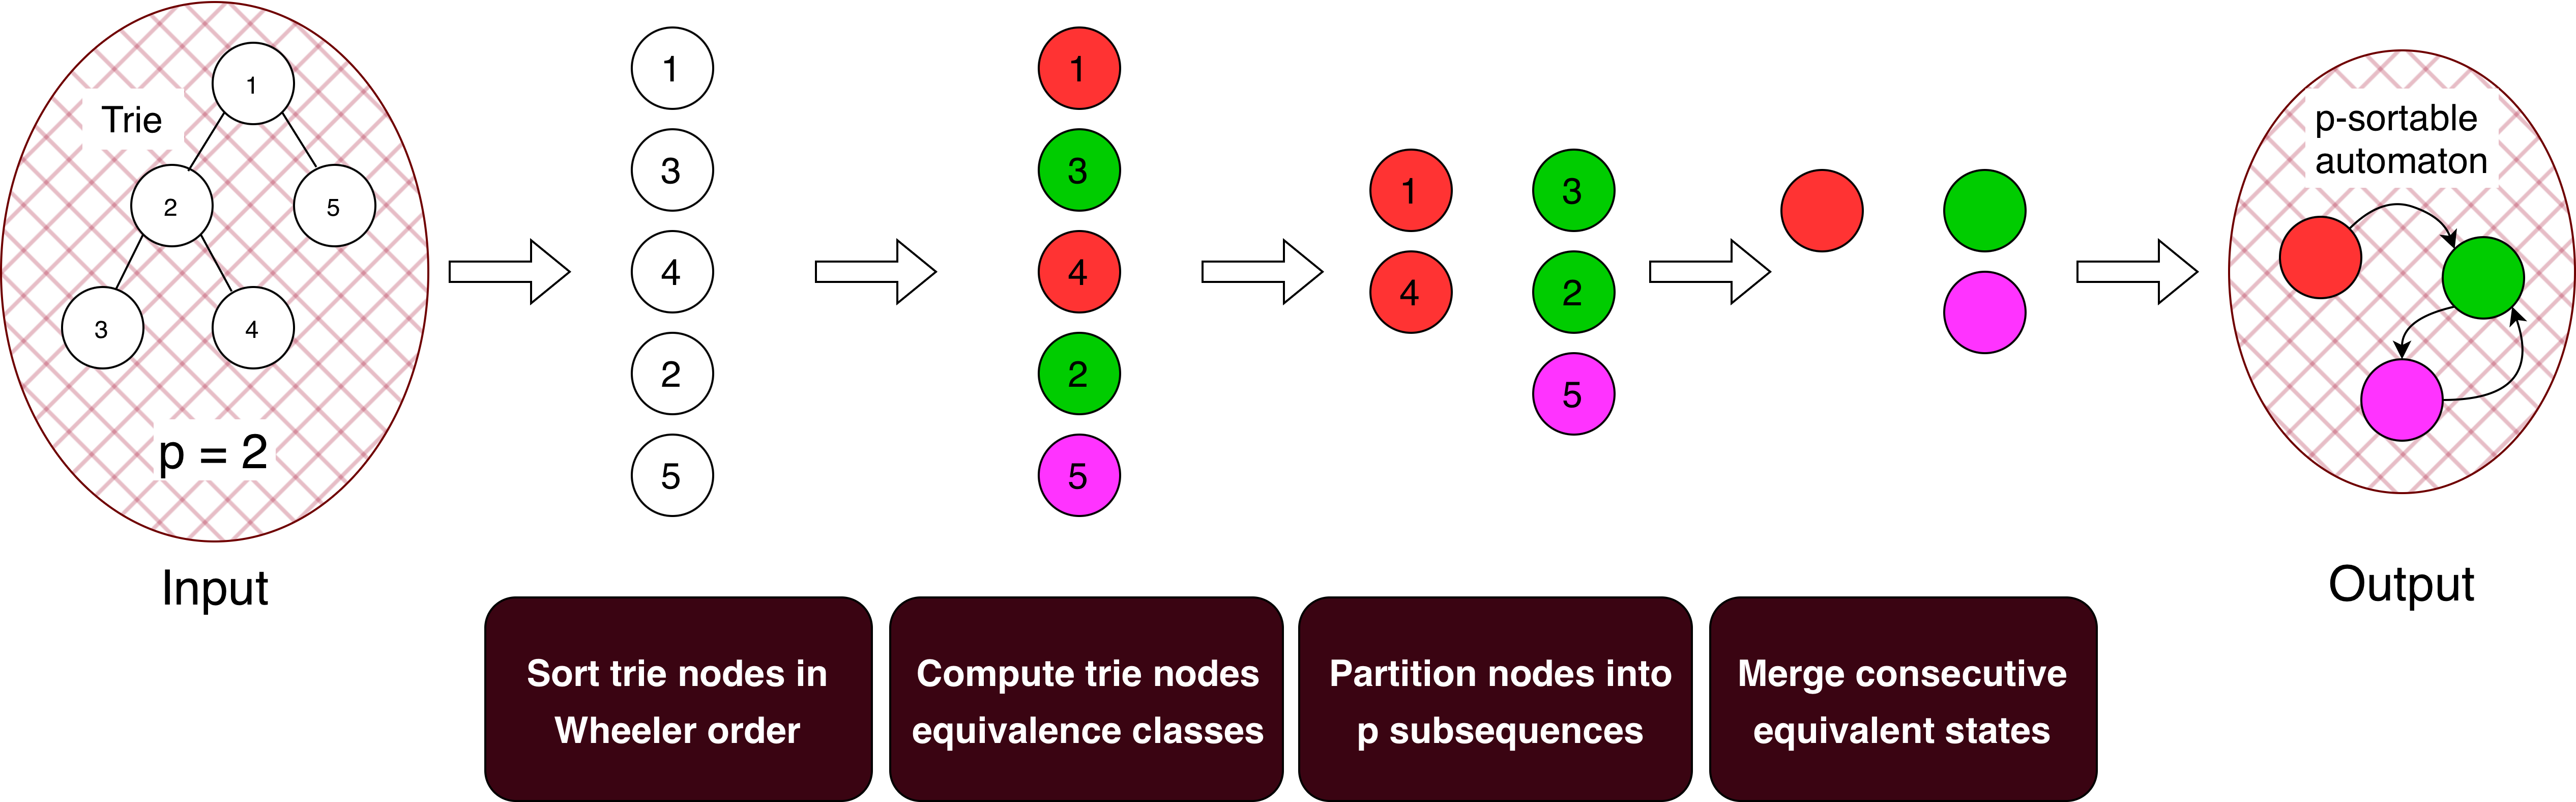 Trie
1
2
5
3
4
p = 2
Input
1
3
4
2
5
1
3
4
2
5
1
4
3
2
5
p-sortable
automaton
Output
Sort trie nodes in
Wheeler order
Compute trie nodes
equivalence classes
Partition nodes into
p subsequences
Merge consecutive
equivalent states